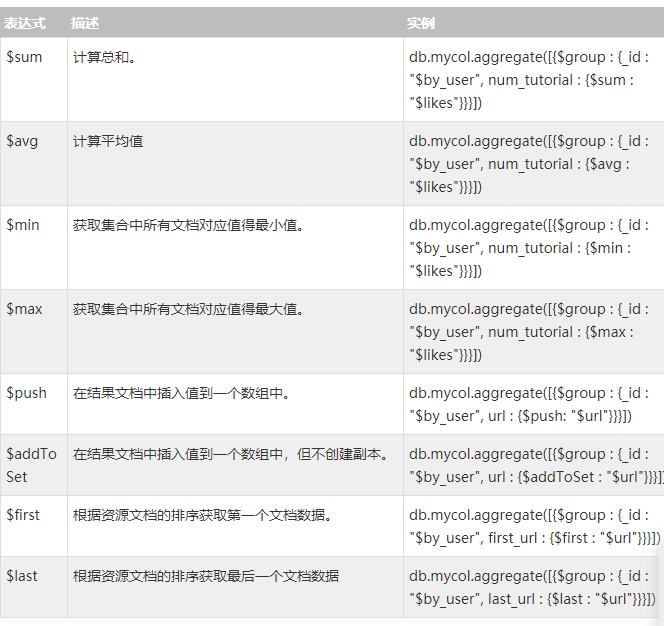 表达式 描述 实例
$sum 计算总和。 db.mycol.aggregate([{$group : {_id :
"$by_user", num_tutorial : {$sum :
"$likes"}}}])
$avg 计算平均值 db.mycol.aggregate([{$group : {_id :
"$by_user", num_tutorial : {$avg :
"$likes"}}}])
$min 获取集合中所有文档对应值得最小值。 db.mycol.aggregate([{$group : {_id :
"$by_user", num_tutorial : {$min :
"$likes"}}}])
$max 获取集合中所有文档对应值得最大值。 db.mycol.aggregate([{$group : {_id :
"$by_user", num_tutorial : {$max :
"$likes"}}}])
$push 在结果文档中插入值到一个数组中。 db.mycol.aggregate([{$group : {_id :
"$by_user", url : {$push: "$url"}}}])
$addTo 在结果文档中插入值到一个数组中，但不创建副本。 db.mycol.aggregate([{$group : {_id :
Set "$by_user", url : {$addToSet : "$url"}}}])
$first 根据资源文档的排序获取第一个文档数据。 db.mycol.aggregate([{$group : {_id :
"$by_user", first_url : {$first : "$url"}}}])
$last 根据资源文档的排序获取最后一个文档数据 db.mycol.aggregate([{$group : {_id :
"$by_user", last_url : {$last : "$url"}}}])